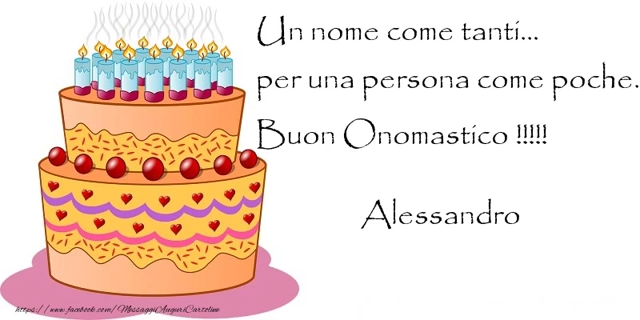 Un nome come tanti...
per una persona come poche.
Buon Onomastico !!!!!
Alessandro
https://www.facebook.com/MessaggiAuguriCartoline